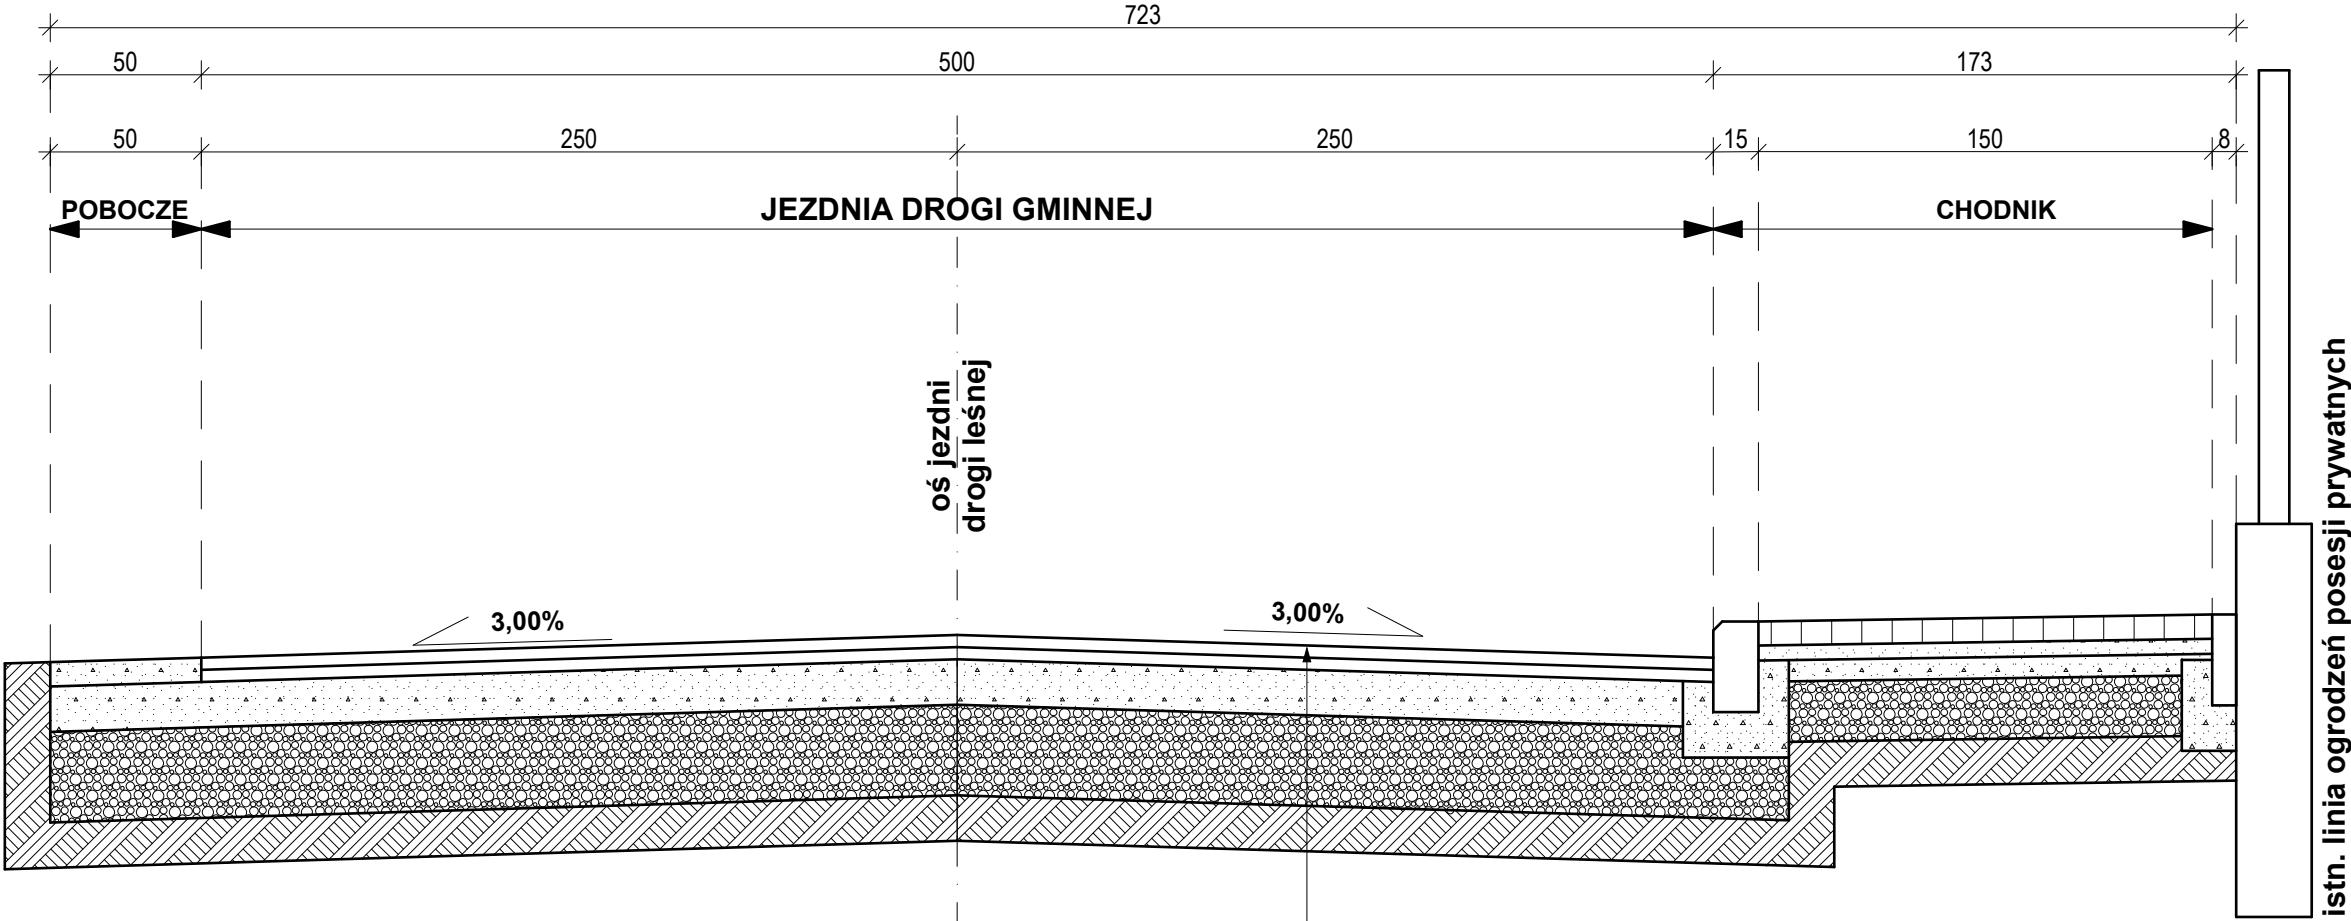 723
50 500 173
50 250 250 15 150 8
POBOCZE JEZDNIA DROGI GMINNEJ CHODNIK
oś jezdni
drogi leśnej
3,00% 3,00%
istn. linia ogrodzeń posesji prywatnych